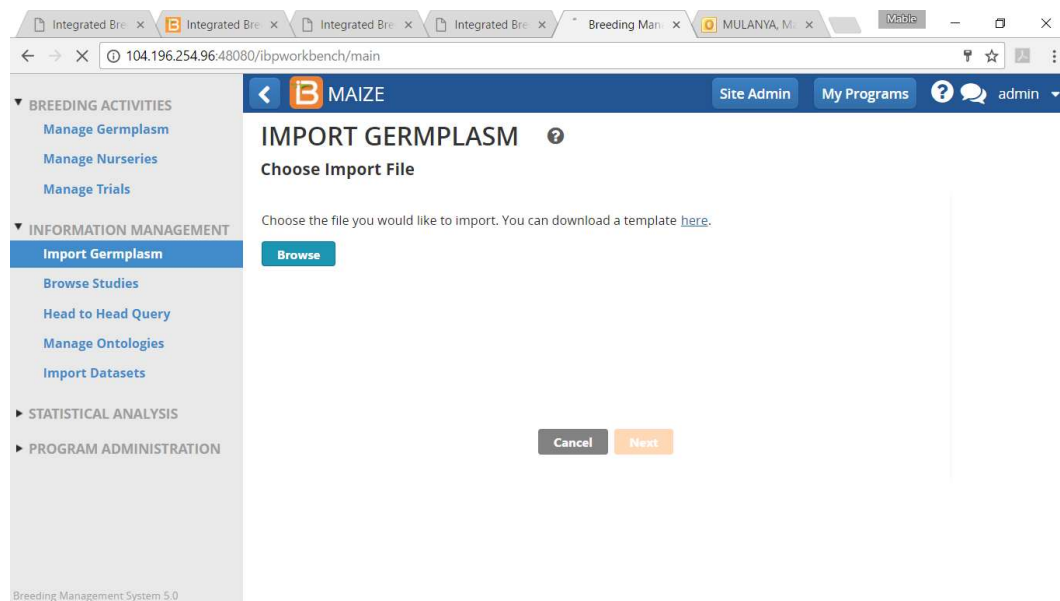 Integrated Bre Integrated Bre Integrated Bre Integrated Bre Breeding Man MULANYA, M Mable
104.196.254.96:48080/ibpworkbench/main
BREEDING ACTIVITIES
Manage Germplasm
Manage Nurseries
Manage Trials
INFORMATION MANAGEMENT
Import Germplasm
Browse Studies
Head to Head Query
Manage Ontologies
Import Datasets
STATISTICAL ANALYSIS
PROGRAM ADMINISTRATION
Breeding Management System 5.0
B MAIZE Site Admin My Programs ? admin
IMPORT GERMPLASM ?
Choose Import File
Choose the file you would like to import. You can download a template here.
Browse
Cancel Next